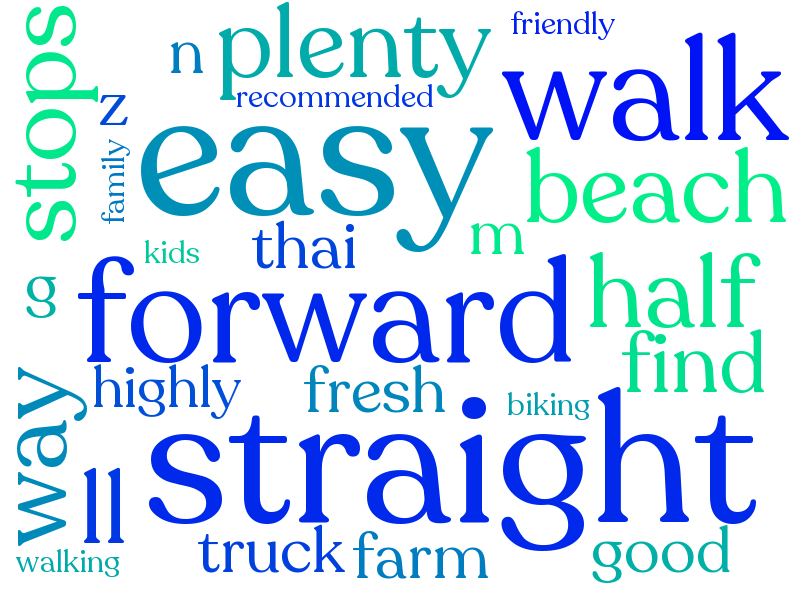 friendly
stops
n
plenty
walk
recommended
z
easy
family
beach
m
thai
kids
g
forward
half
find
highly
fresh
way
biking
straight
ll
truck
farm
good
walking